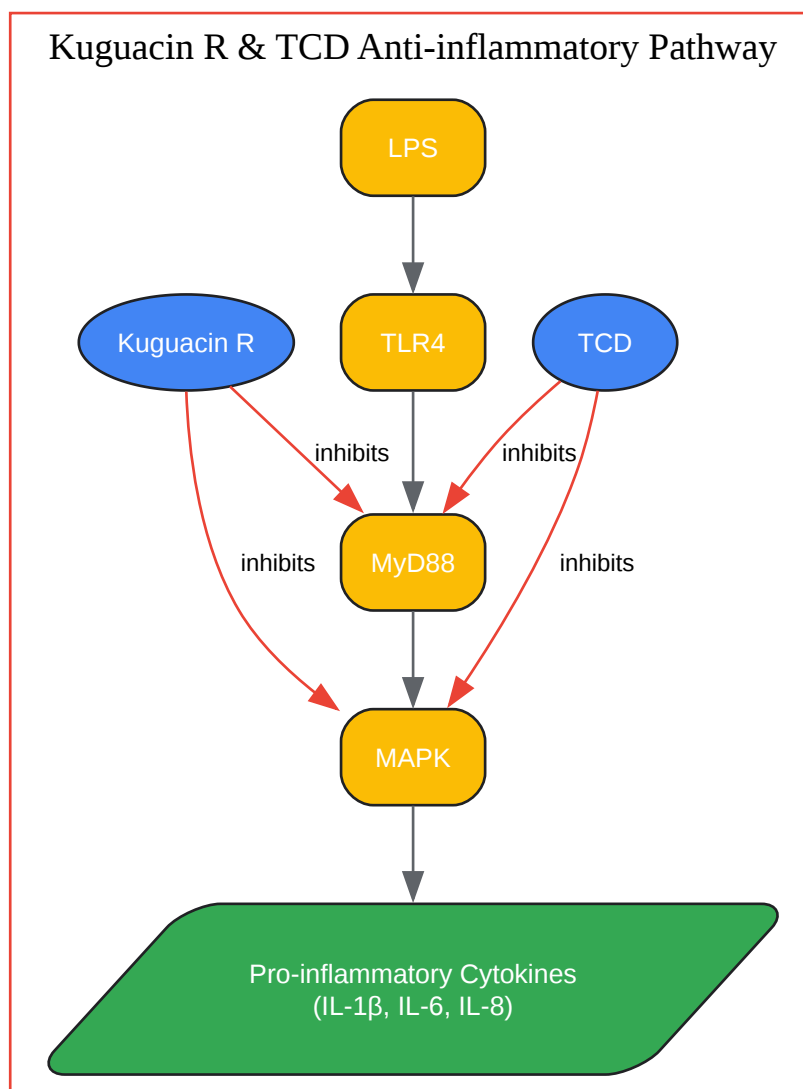 Kuguacin R & TCD Anti-inflammatory Pathway
LPS
Kuguacin R
TLR4
TCD
inhibits
inhibits
inhibits
inhibits
MyD88
MAPK
Pro-inflammatory Cytokines
(IL-1β, IL-6, IL-8)